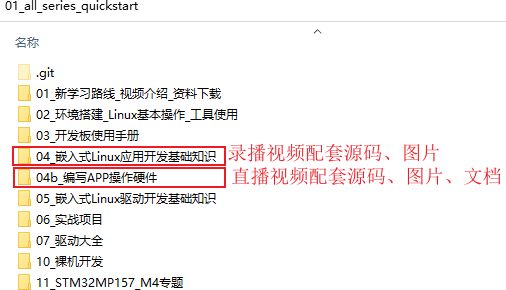 01_all_series_quickstart
名称
.git
01_新学习路线_视频介绍_资料下载
02_环境搭建_Linux基本操作_工具使用
03_开发板使用手册
04_嵌入式Linux应用开发基础知识 录播视频配套源码、图片
04b_编写APP操作硬件 直播视频配套源码、图片、文档
05_嵌入式Linux驱动开发基础知识
06_实战项目
07_驱动大全
10_裸机开发
11_STM32MP157_M4专题